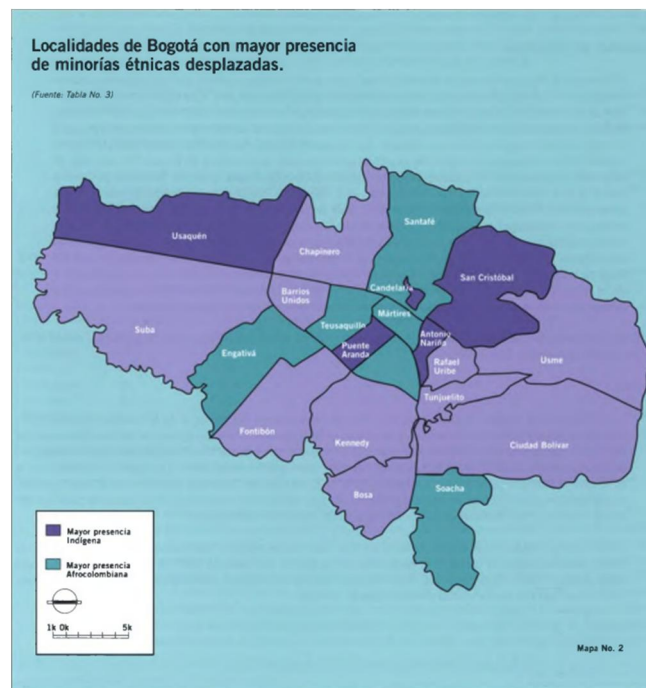 Localidades de Bogotá con mayor presencia
de minorías étnicas desplazadas.
(Fuente: Tabla No. 3)
Santafé
Usaquén
Chapinero
San Cristóbal
Candelaria
Barrios
Unidos
Mártires
Teusaquillo
Suba
Antonio
Nariño
Puente
Aranda
Engativá
Rafael
Uribe
Usme
Tunjuelito
Fontibón
Kennedy
Ciudad Bolívar
Bosa
Soacha
Mayor presencia
Indígena
Mayor presencia
Afrocolombiana
1k 0k 5k
Mapa No. 2